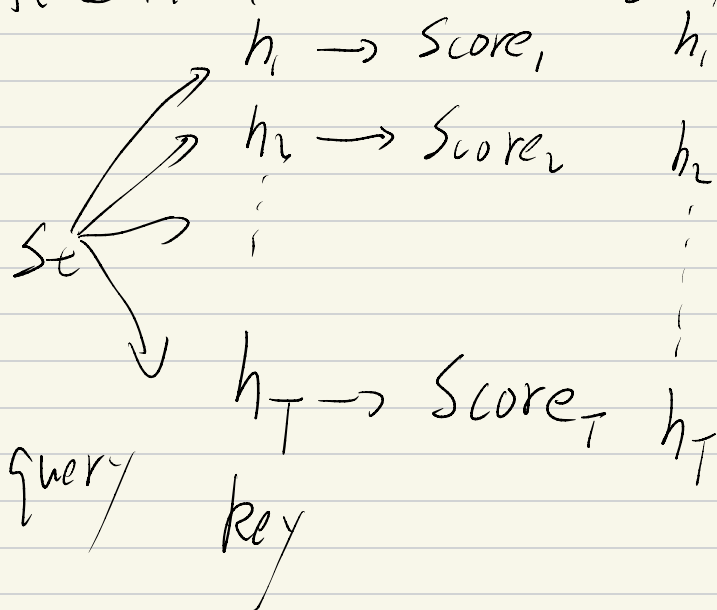 h₁ → Score₁ h₁
h₂ → Score₂ h₂
St
h_T → Score_T h_T
query
key